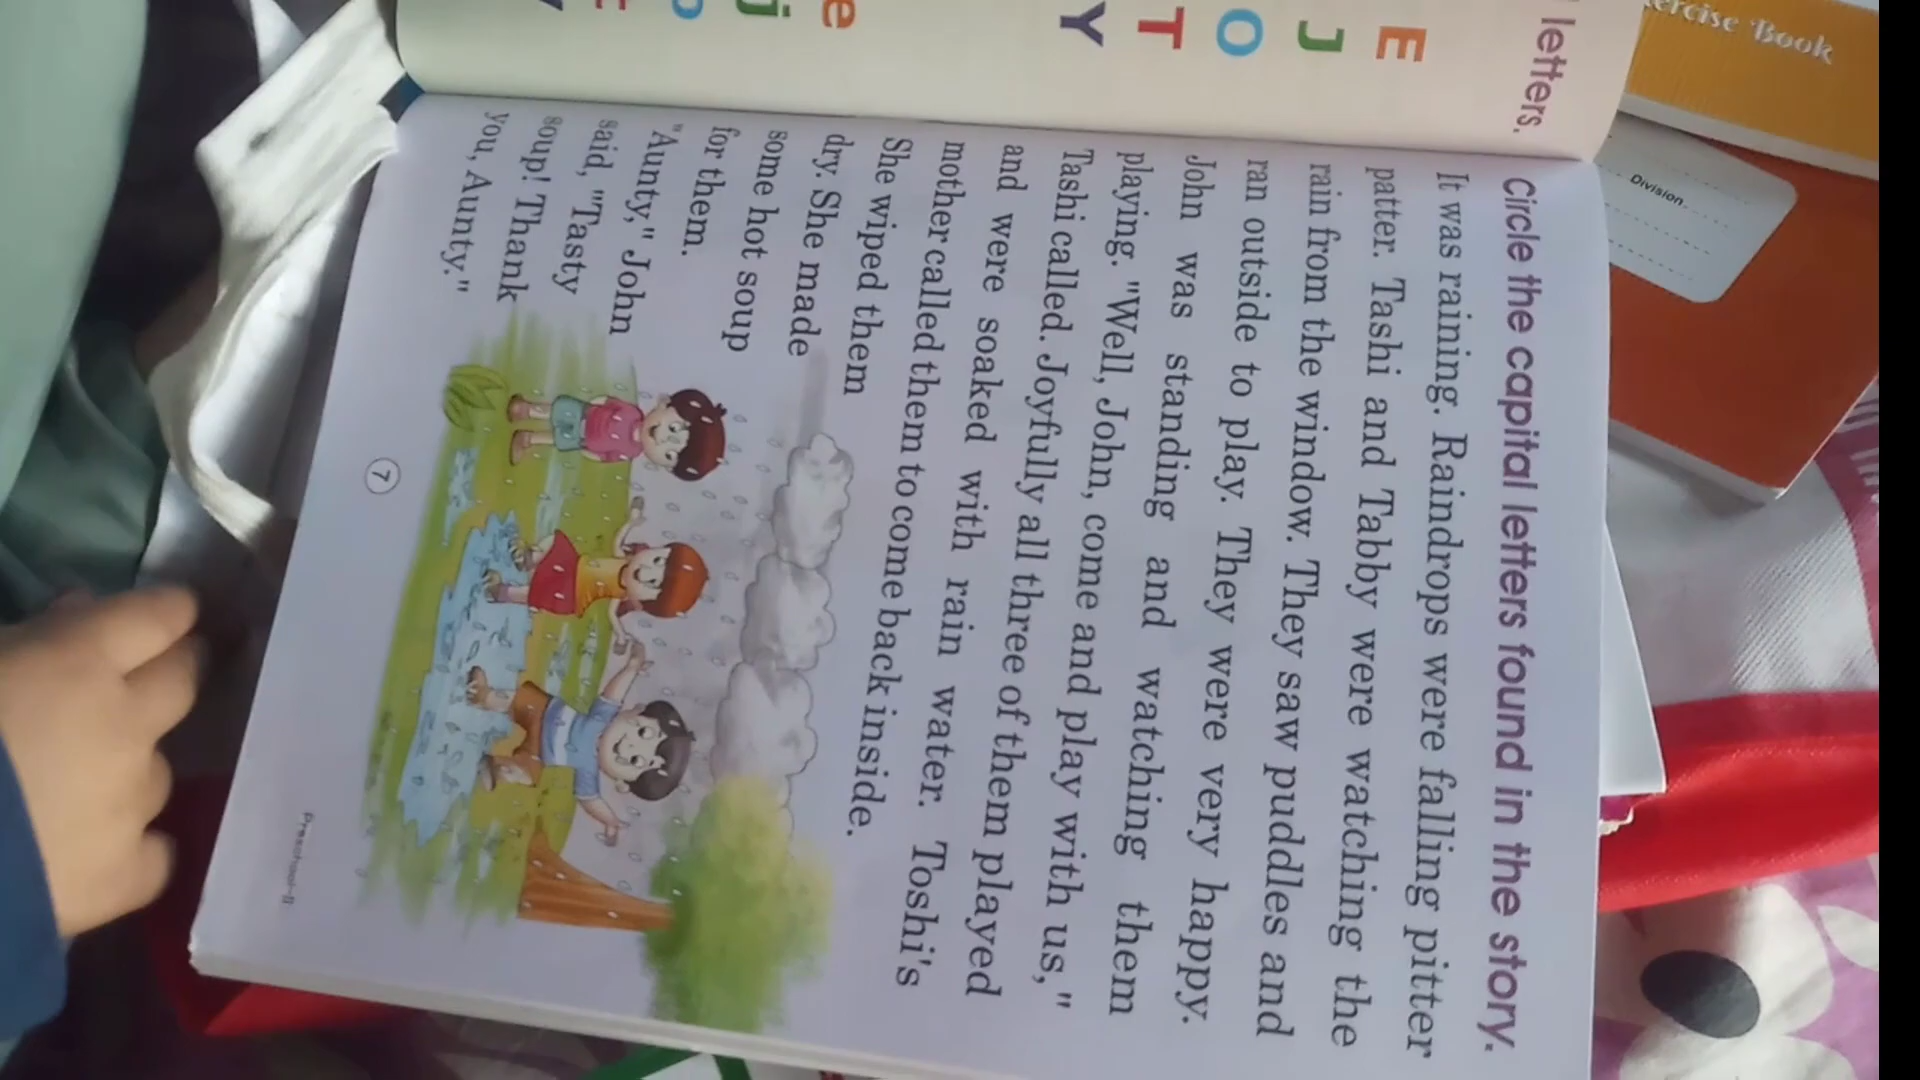 letters.
E
J
O
T
Y
e
j
Circle the capital letters found in the story.
It was raining. Raindrops were falling pitter
patter. Tashi and Tabby were watching the
rain from the window. They saw puddles and
ran outside to play. They were very happy.
John was standing and watching them
playing. "Well, John, come and play with us,"
Tashi called. Joyfully all three of them played
and were soaked with rain water. Toshi's
mother called them to come back inside.
She wiped them
dry. She made
some hot soup
for them.
"Aunty," John
said, "Tasty
soup! Thank
you, Aunty."
7
Preschool-II
Book
Division